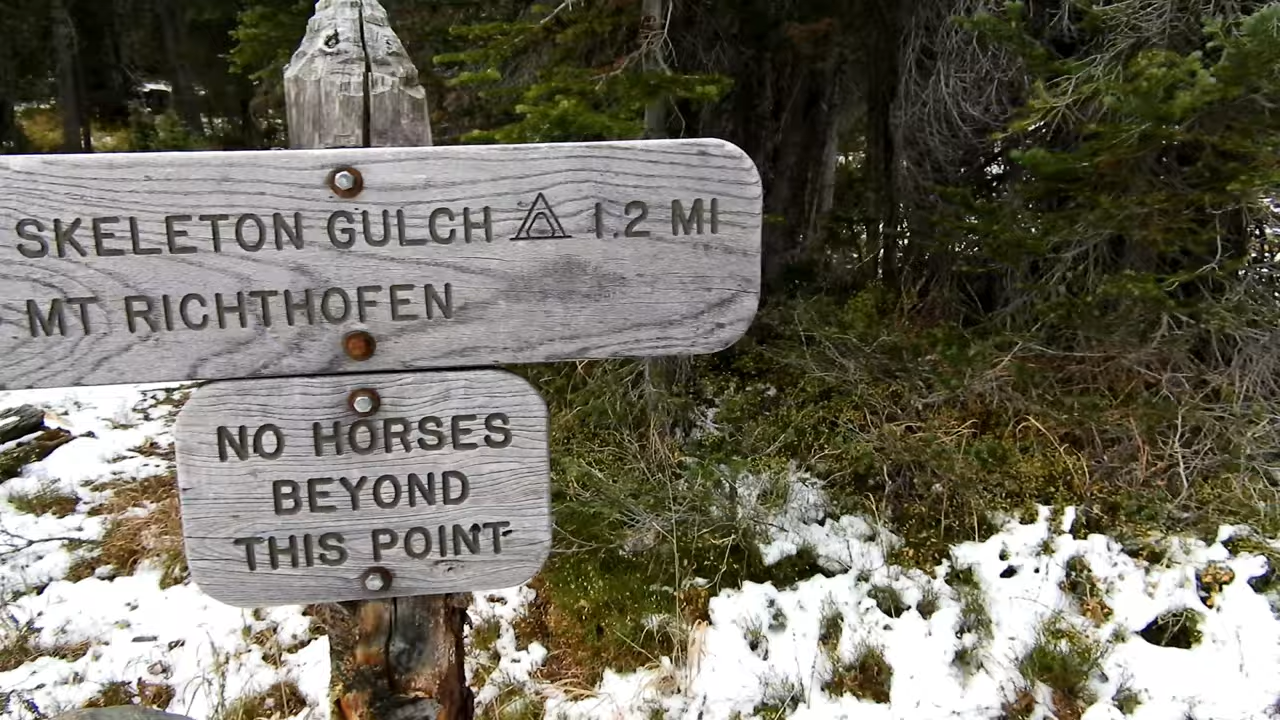 SKELETON GULCH 1.2 MI
MT RICHTHOFEN
NO HORSES
BEYOND
THIS POINT